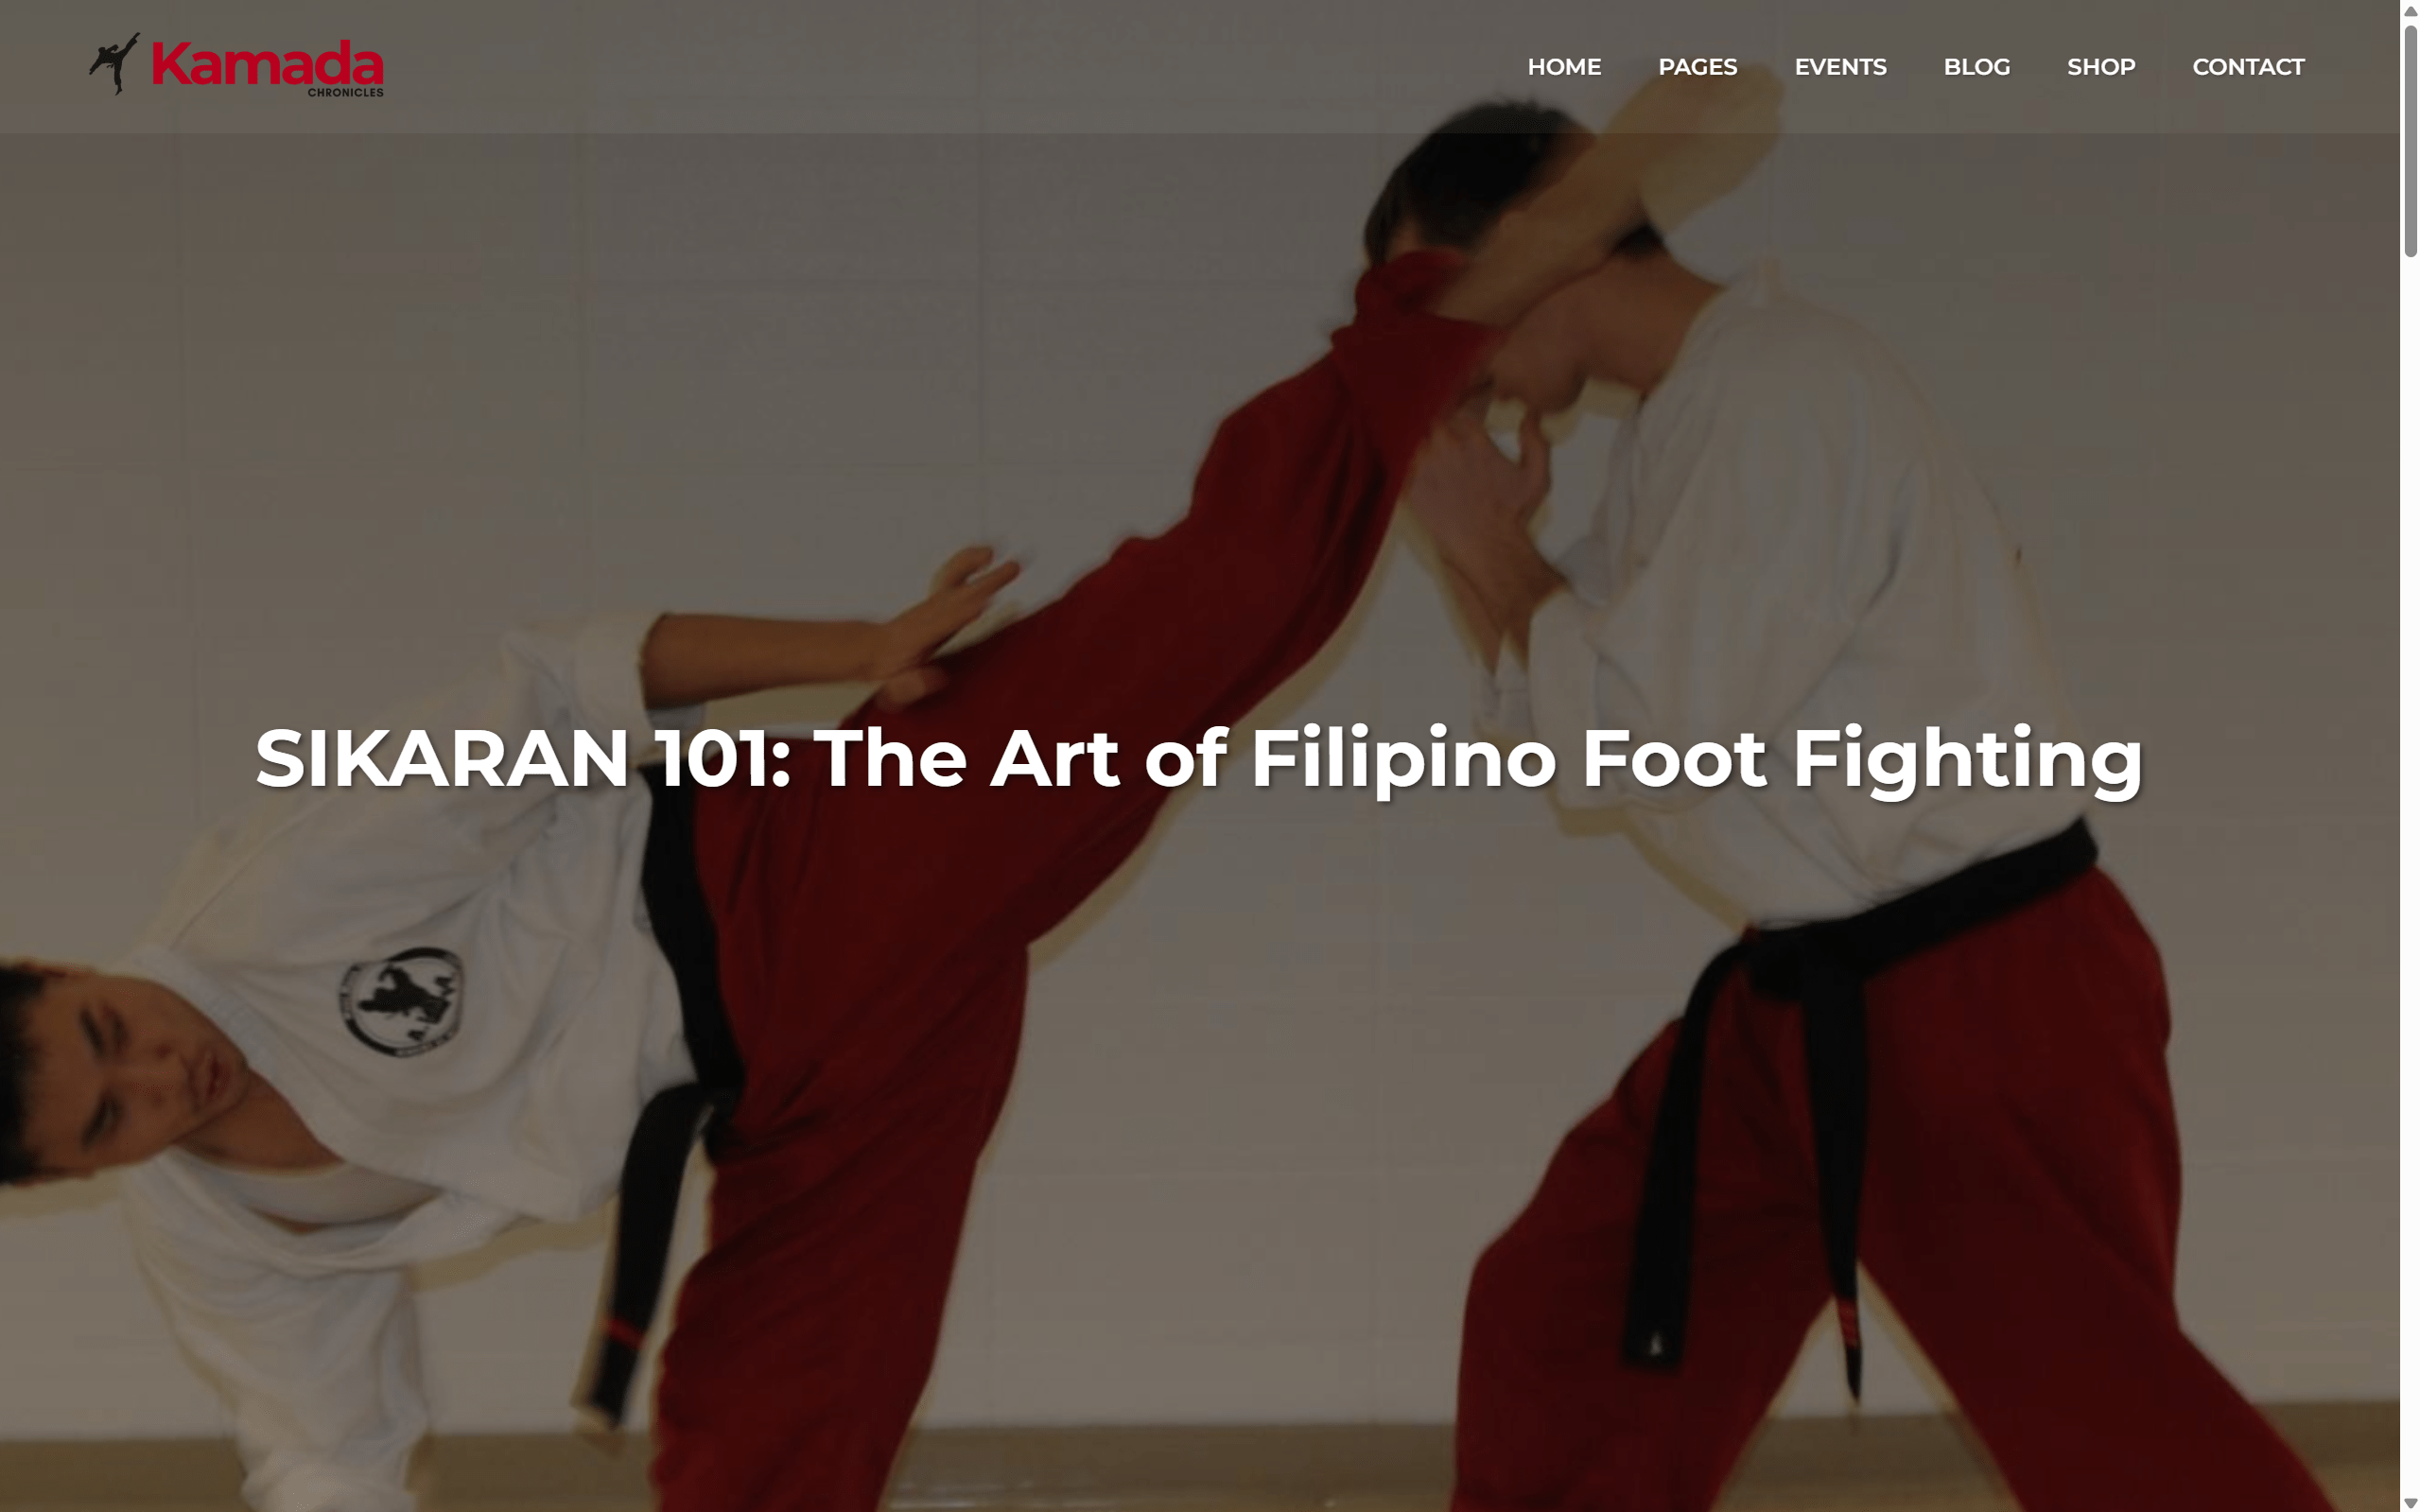 Kamada
CHRONICLES
HOME PAGES EVENTS BLOG SHOP CONTACT
SIKARAN 101: The Art of Filipino Foot Fighting